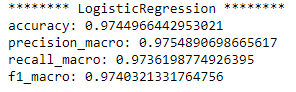 ******** LogisticRegression ********
accuracy: 0.9744966442953021
precision_macro: 0.9754890698665617
recall_macro: 0.9736198774926395
f1_macro: 0.9740321331764756